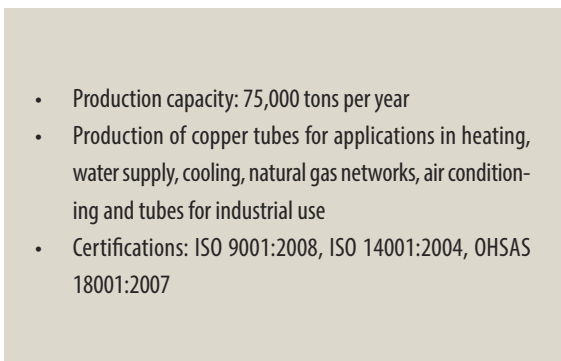 • Production capacity: 75,000 tons per year
• Production of copper tubes for applications in heating,
water supply, cooling, natural gas networks, air condition-
ing and tubes for industrial use
• Certifications: ISO 9001:2008, ISO 14001:2004, OHSAS
18001:2007